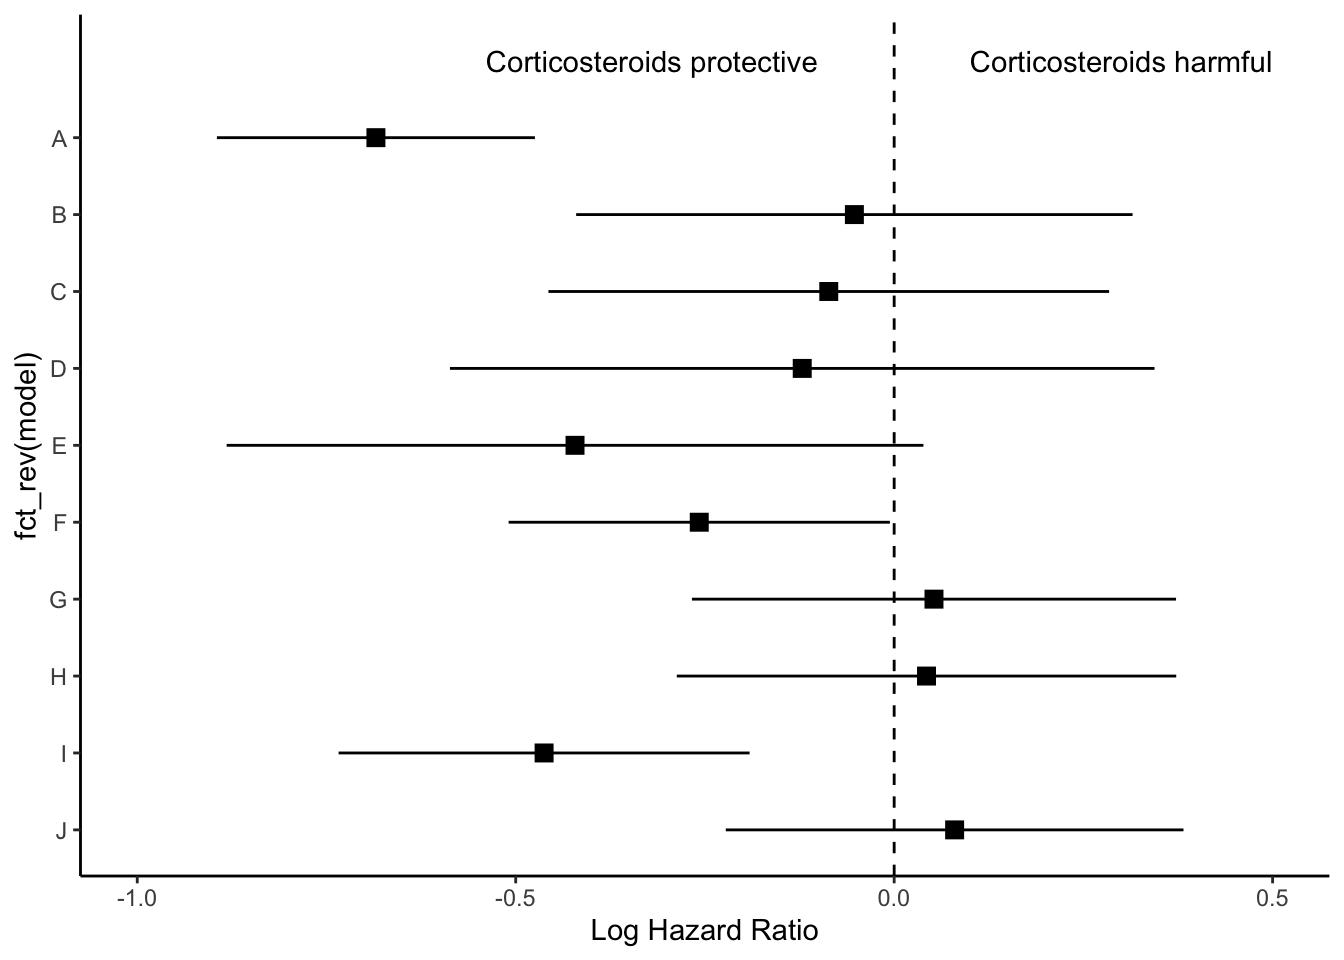 Corticosteroids protective
Corticosteroids harmful
A
B
C
D
E
F
G
H
I
J
fct_rev(model)
-1.0
-0.5
0.0
0.5
Log Hazard Ratio